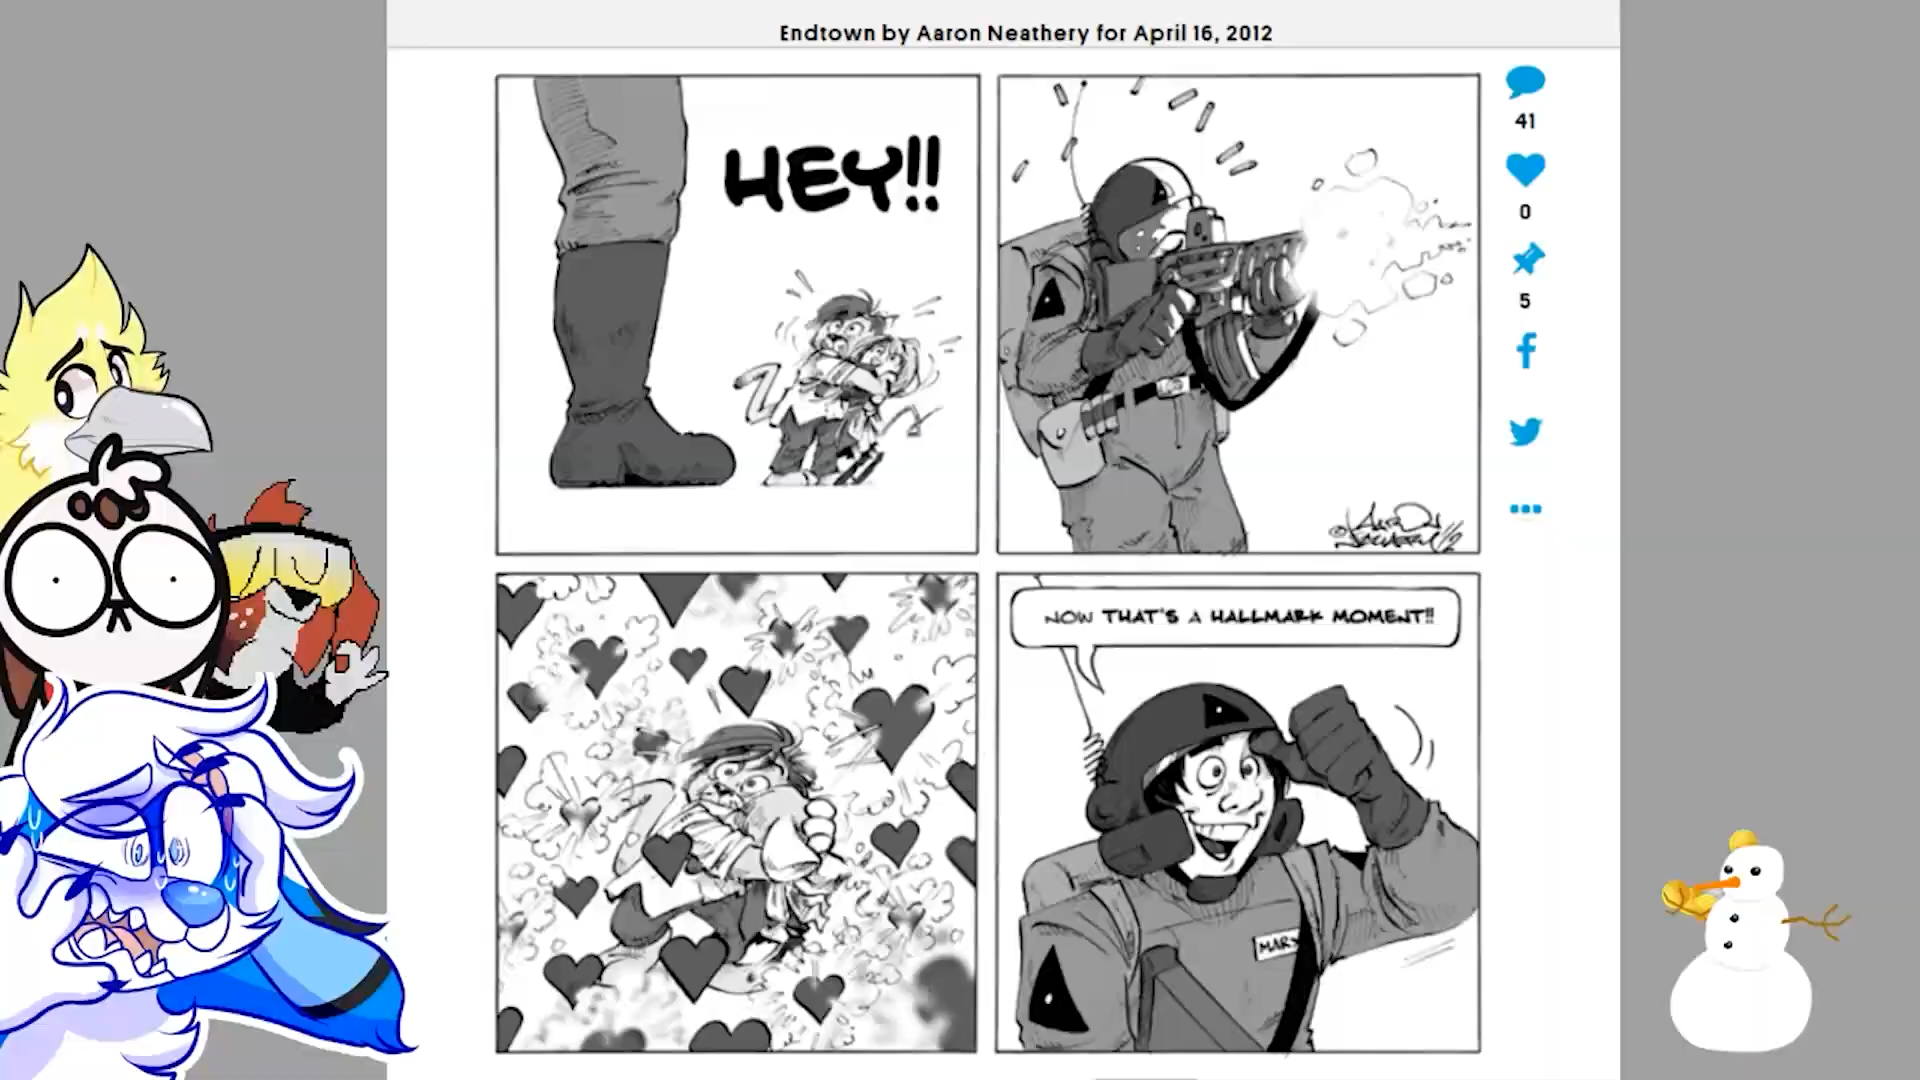 Endtown by Aaron Neathery for April 16, 2012
HEY!!
41
0
5
NOW THAT'S A HALLMARK MOMENT!!
MARY